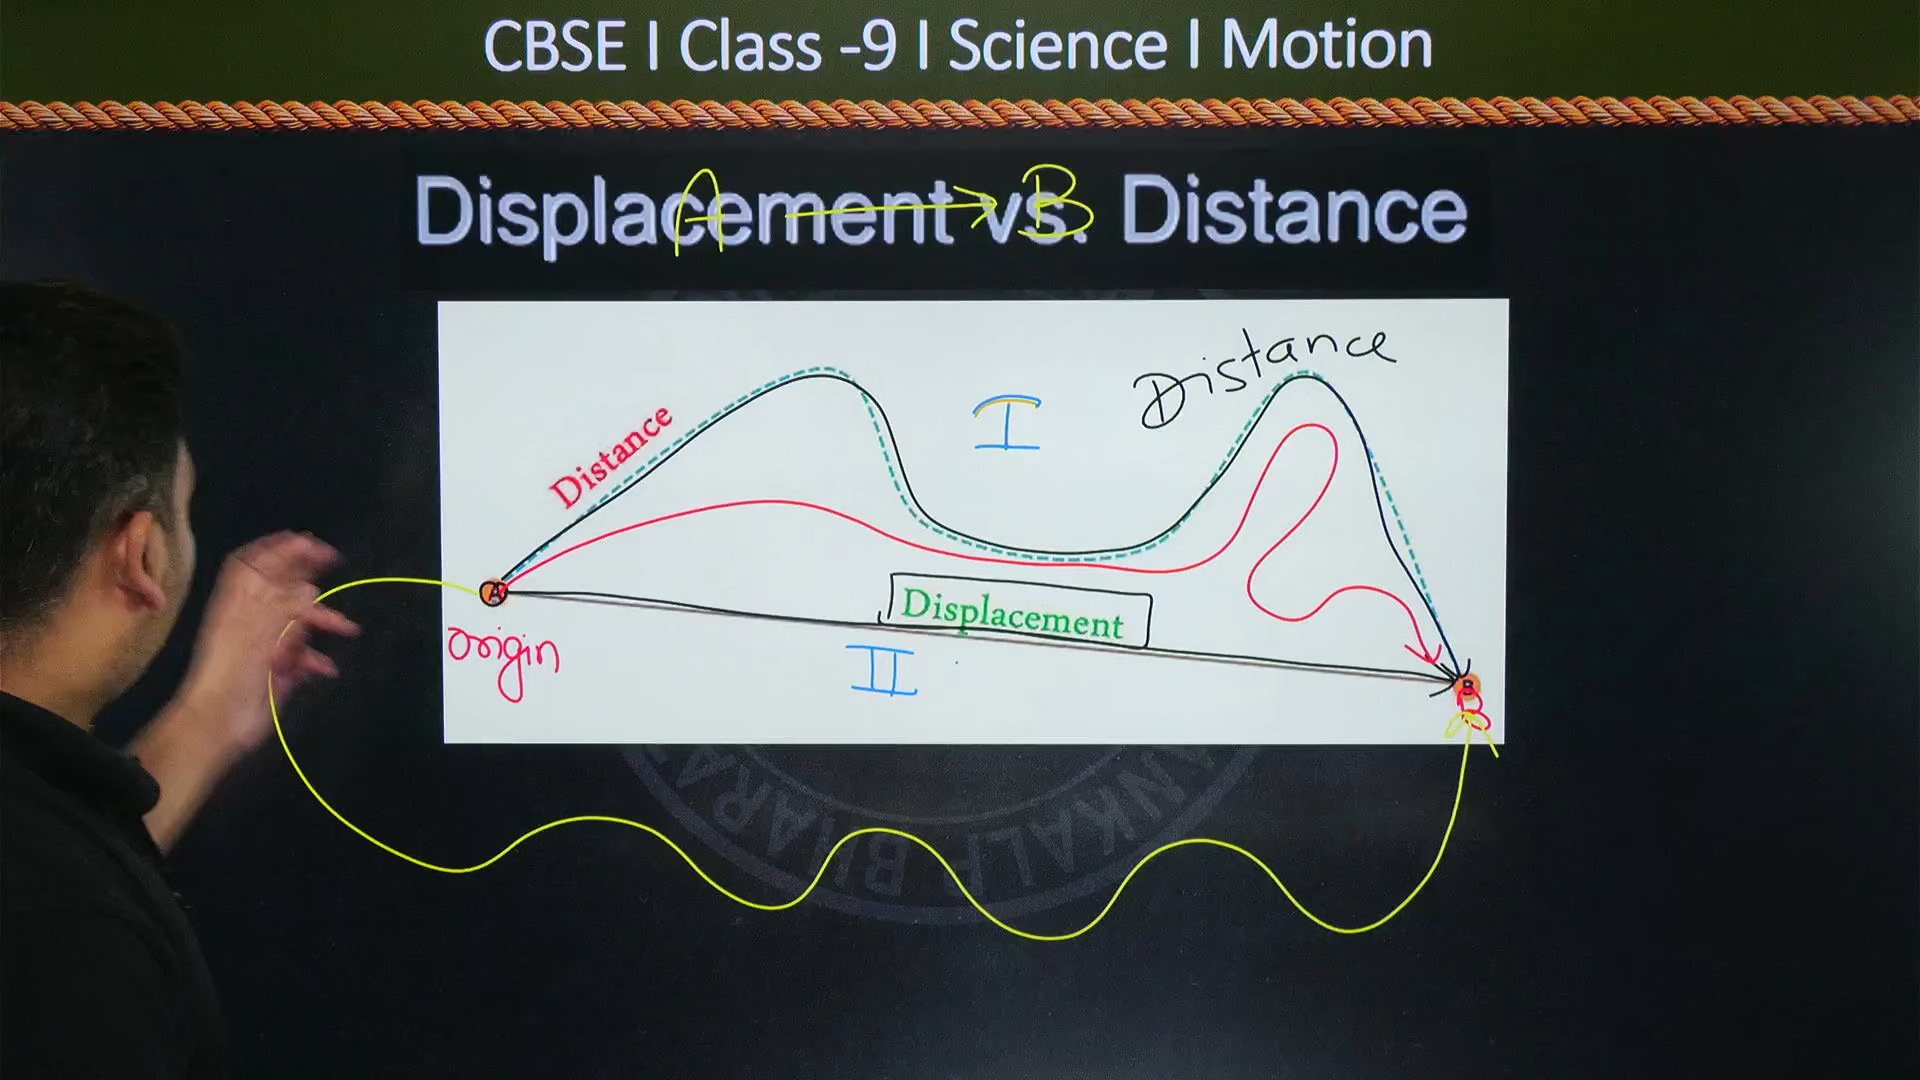 CBSE I Class -9 I Science I Motion
Displacement vs. Distance
A → B
Distance
Distance
I
A
Displacement
origin
II
B
B